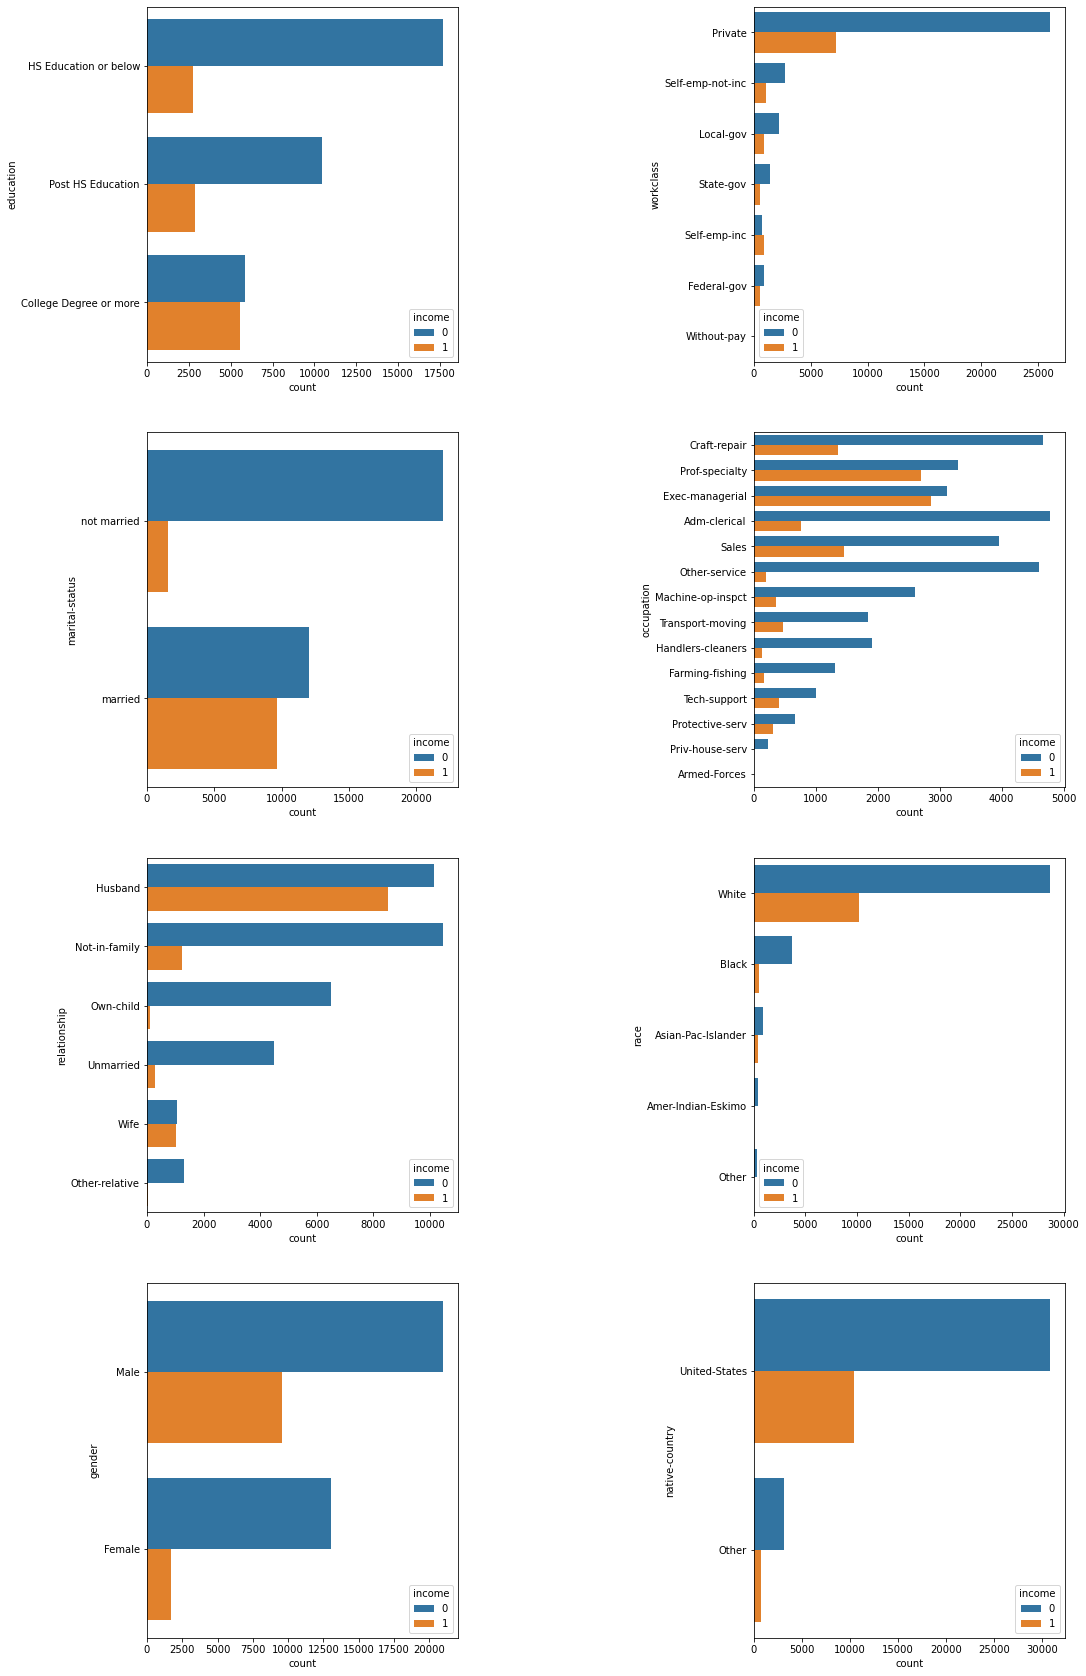 HS Education or below
Post HS Education
College Degree or more
education
0 2500 5000 7500 10000 12500 15000 17500
count
income
0
1
Private
Self-emp-not-inc
Local-gov
State-gov
Self-emp-inc
Federal-gov
Without-pay
workclass
0 5000 10000 15000 20000 25000
count
income
0
1
not married
married
marital-status
0 5000 10000 15000 20000
count
income
0
1
Craft-repair
Prof-specialty
Exec-managerial
Adm-clerical
Sales
Other-service
Machine-op-inspct
Transport-moving
Handlers-cleaners
Farming-fishing
Tech-support
Protective-serv
Priv-house-serv
Armed-Forces
occupation
0 1000 2000 3000 4000 5000
count
income
0
1
Husband
Not-in-family
Own-child
Unmarried
Wife
Other-relative
relationship
0 2000 4000 6000 8000 10000
count
income
0
1
White
Black
Asian-Pac-Islander
Amer-Indian-Eskimo
Other
race
0 5000 10000 15000 20000 25000 30000
count
income
0
1
Male
Female
gender
0 2500 5000 7500 10000 12500 15000 17500 20000
count
income
0
1
United-States
Other
native-country
0 5000 10000 15000 20000 25000 30000
count
income
0
1